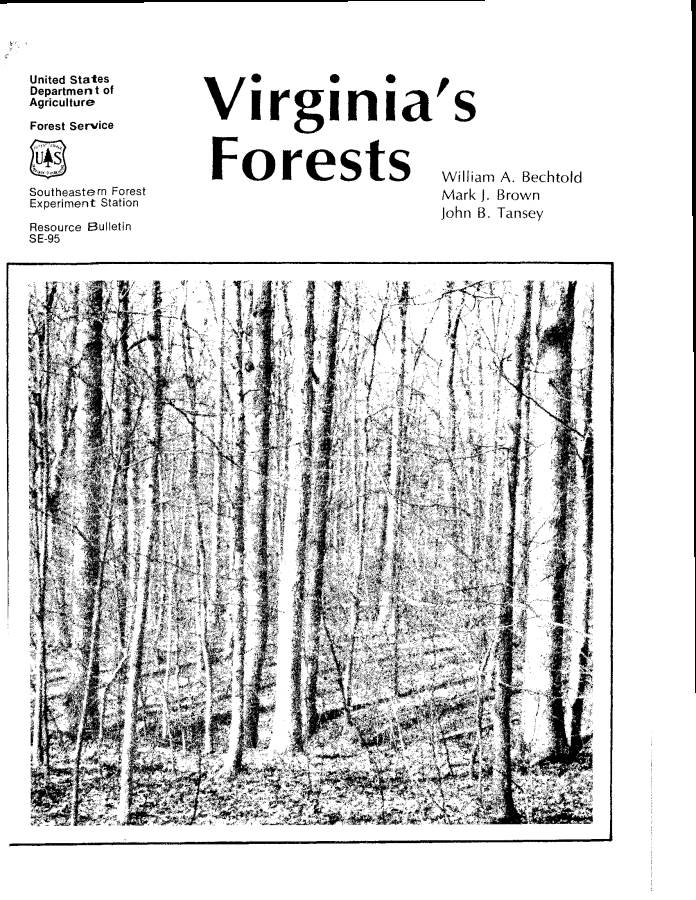 United States
Department of
Agriculture
Forest Service
UAS
Southeastern Forest
Experiment Station
Resource Bulletin
SE-95
Virginia's
Forests
William A. Bechtold
Mark J. Brown
John B. Tansey